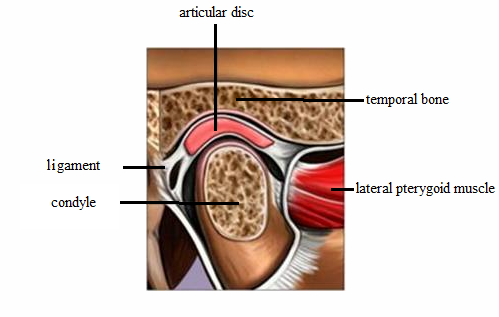 articular disc
temporal bone
ligament
lateral pterygoid muscle
condyle